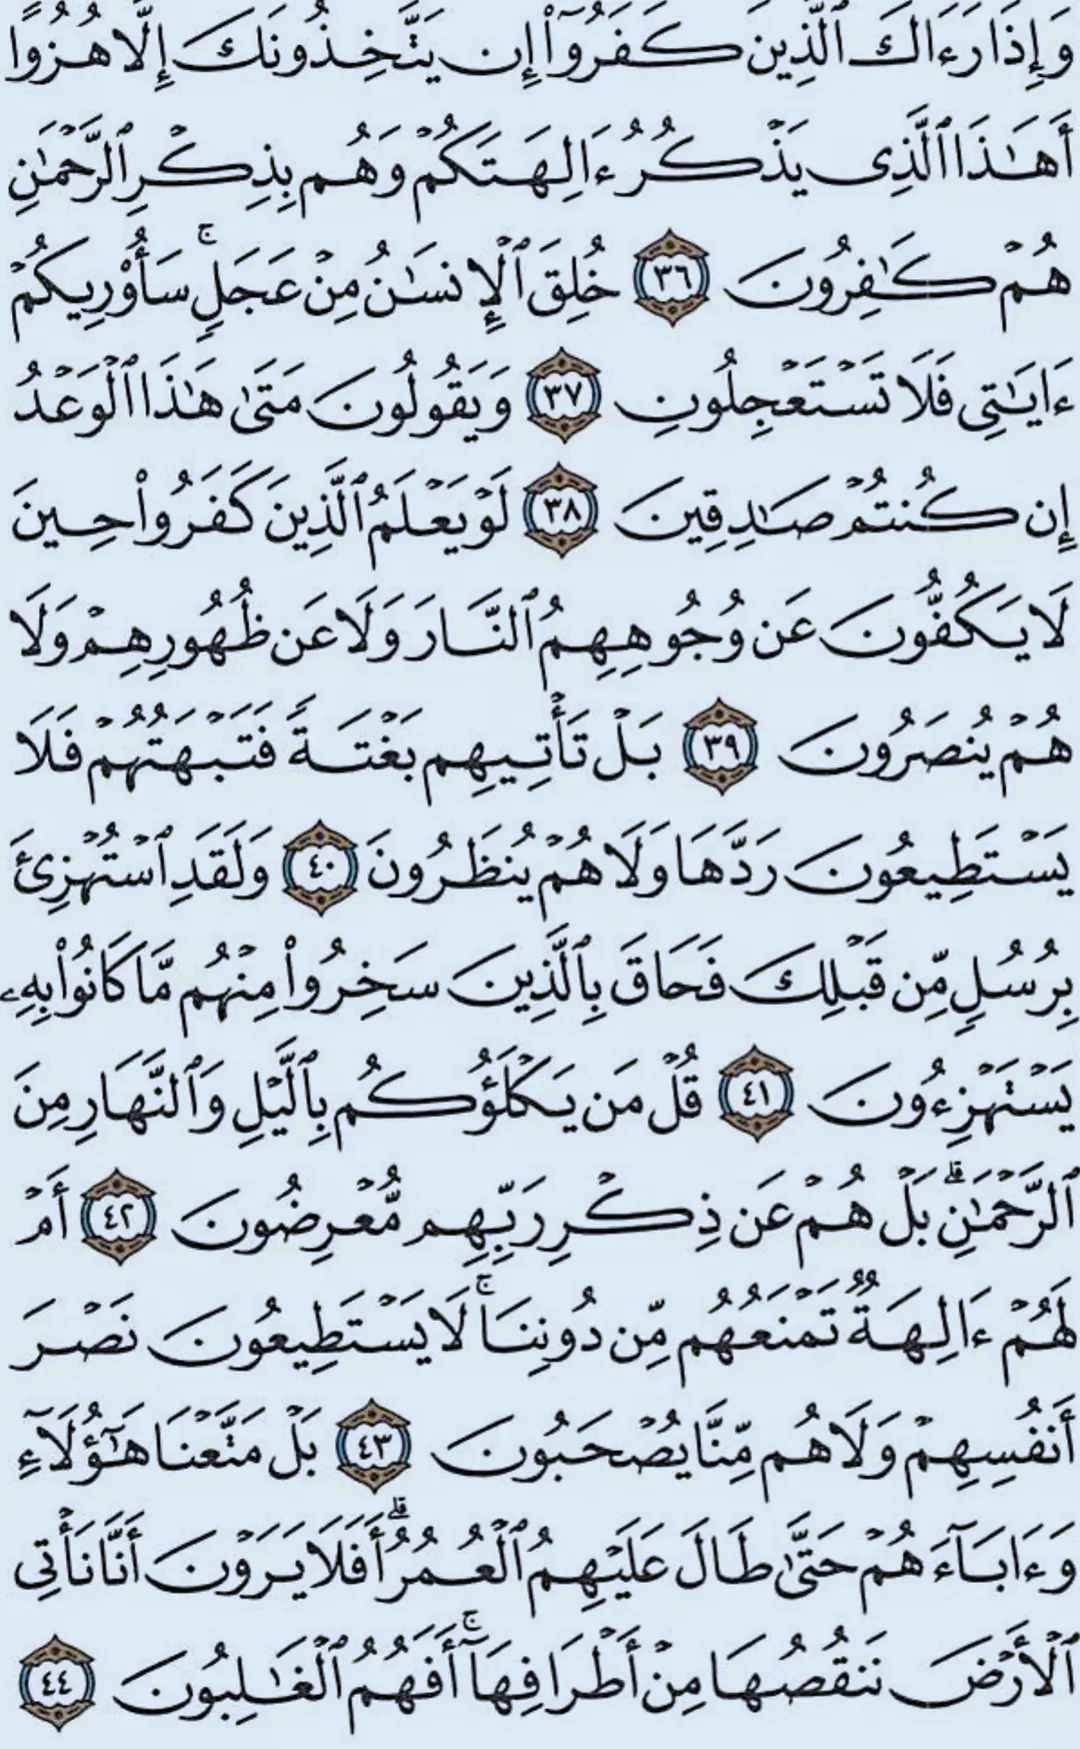 وَإِذَا رَءَاكَ ٱلَّذِينَ كَفَرُوٓا۟ إِن يَتَّخِذُونَكَ إِلَّا هُزُوًا
أَهَٰذَا ٱلَّذِى يَذْكُرُ ءَالِهَتَكُمْ وَهُم بِذِكْرِ ٱلرَّحْمَٰنِ
هُمْ كَٰفِرُونَ ٣٦ خُلِقَ ٱلْإِنسَٰنُ مِنْ عَجَلٍۚ سَأُو۟رِيكُمْ
ءَايَٰتِى فَلَا تَسْتَعْجِلُونِ ٣٧ وَيَقُولُونَ مَتَىٰ هَٰذَا ٱلْوَعْدُ
إِن كُنتُمْ صَٰدِقِينَ ٣٨ لَوْ يَعْلَمُ ٱلَّذِينَ كَفَرُوا۟ حِينَ
لَا يَكُفُّونَ عَن وُجُوهِهِمُ ٱلنَّارَ وَلَا عَن ظُهُورِهِمْ وَلَا
هُمْ يُنصَرُونَ ٣٩ بَلْ تَأْتِيهِم بَغْتَةً فَتَبْهَتُهُمْ فَلَا
يَسْتَطِيعُونَ رَدَّهَا وَلَا هُمْ يُنظَرُونَ ٤٠ وَلَقَدِ ٱسْتُهْزِئَ
بِرُسُلٍ مِّن قَبْلِكَ فَحَاقَ بِٱلَّذِينَ سَخِرُوا۟ مِنْهُم مَّا كَانُوا۟ بِهِۦ
يَسْتَهْزِءُونَ ٤١ قُلْ مَن يَكْلَؤُكُم بِٱلَّيْلِ وَٱلنَّهَارِ مِنَ
ٱلرَّحْمَٰنِۗ بَلْ هُمْ عَن ذِكْرِ رَبِّهِم مُّعْرِضُونَ ٤٢ أَمْ
لَهُمْ ءَالِهَةٌ تَمْنَعُهُم مِّن دُونِنَاۚ لَا يَسْتَطِيعُونَ نَصْرَ
أَنفُسِهِمْ وَلَا هُم مِّنَّا يُصْحَبُونَ ٤٣ بَلْ مَتَّعْنَا هَٰٓؤُلَآءِ
وَءَابَآءَهُمْ حَتَّىٰ طَالَ عَلَيْهِمُ ٱلْعُمُرُۗ أَفَلَا يَرَوْنَ أَنَّا نَأْتِى
ٱلْأَرْضَ نَنقُصُهَا مِنْ أَطْرَافِهَآۚ أَفَهُمُ ٱلْغَٰلِبُونَ ٤٤